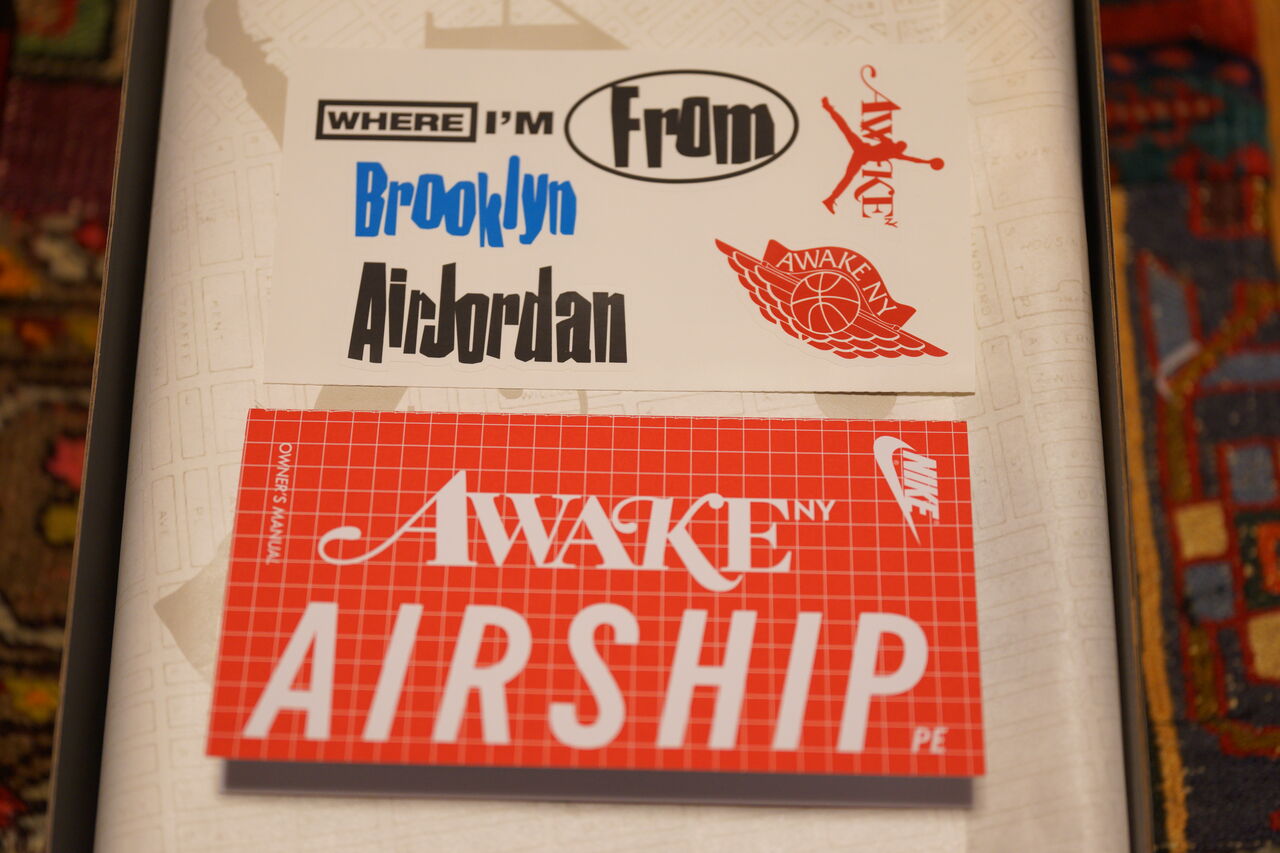 WHERE I'M From
AWAKE NY
Brooklyn
AWAKE NY
AirJordan
OWNER'S MANUAL
NIKE
AWAKE NY
AIRSHIP
PE